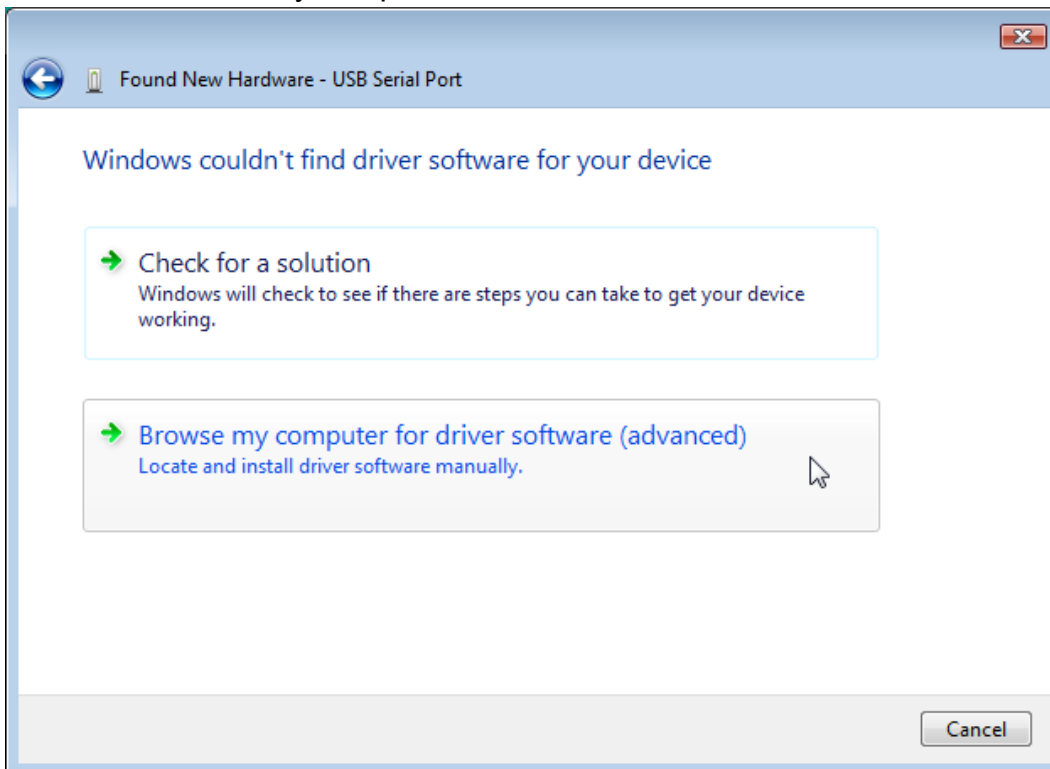 Found New Hardware - USB Serial Port
Windows couldn't find driver software for your device
Check for a solution
Windows will check to see if there are steps you can take to get your device
working.
Browse my computer for driver software (advanced)
Locate and install driver software manually.
Cancel